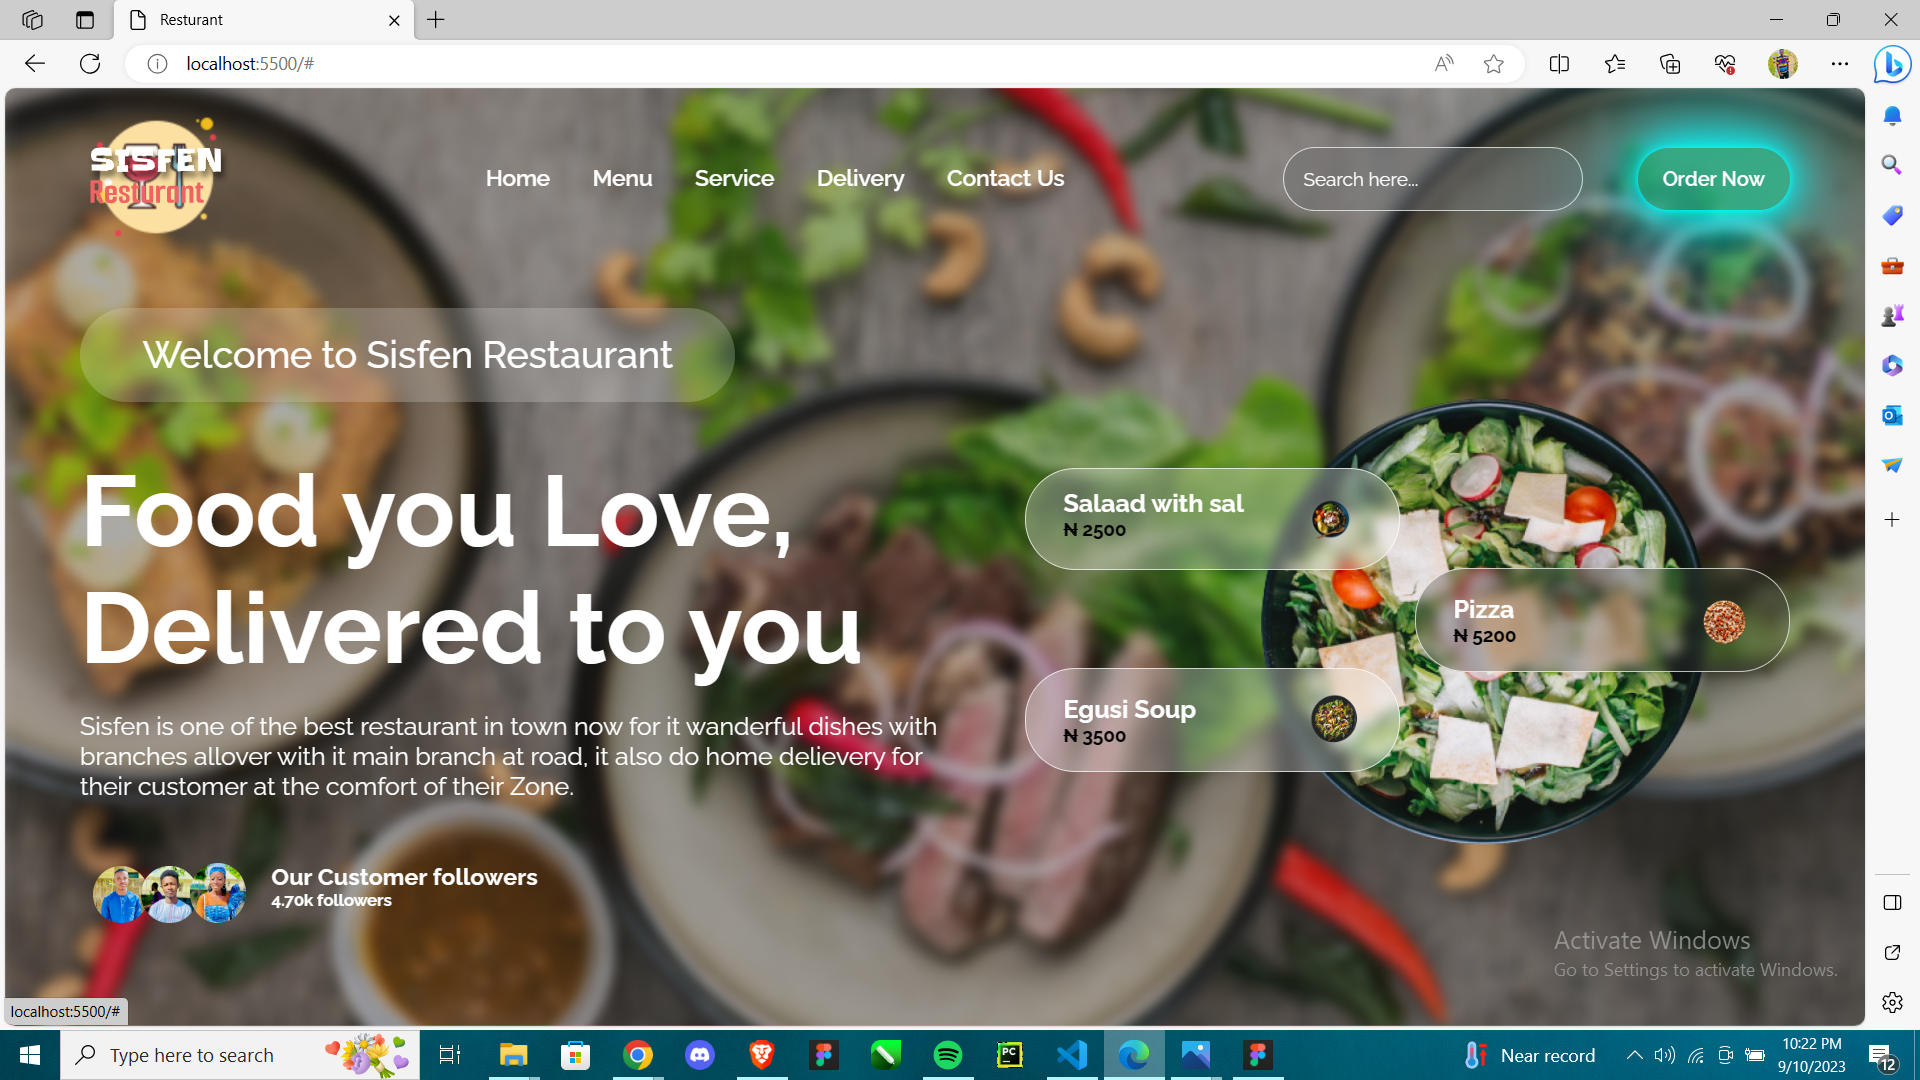 Resturant
localhost:5500/#
SISFEN
Resturant
Home
Menu
Service
Delivery
Contact Us
Search here...
Order Now
Welcome to Sisfen Restaurant
Food you Love,
Delivered to you
Sisfen is one of the best restaurant in town now for it wanderful dishes with
branches allover with it main branch at road, it also do home delievery for
their customer at the comfort of their Zone.
Our Customer followers
4.70k followers
Salaad with sal
₦ 2500
Pizza
₦ 5200
Egusi Soup
₦ 3500
Activate Windows
Go to Settings to activate Windows.
localhost:5500/#
Type here to search
PC
Near record
10:22 PM
9/10/2023
12